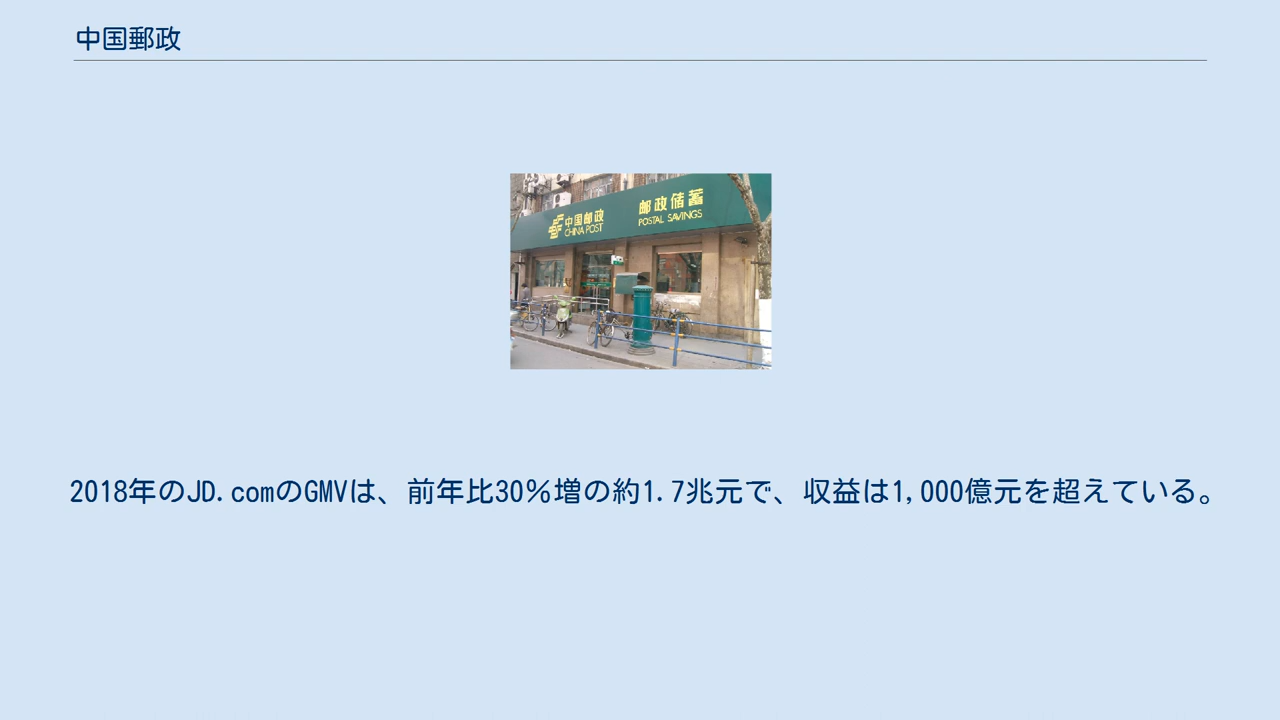 中国郵政
中国邮政
CHINA POST
邮政储蓄
POSTAL SAVINGS
2018年のJD.comのGMVは、前年比30％増の約1.7兆元で、収益は1,000億元を超えている。